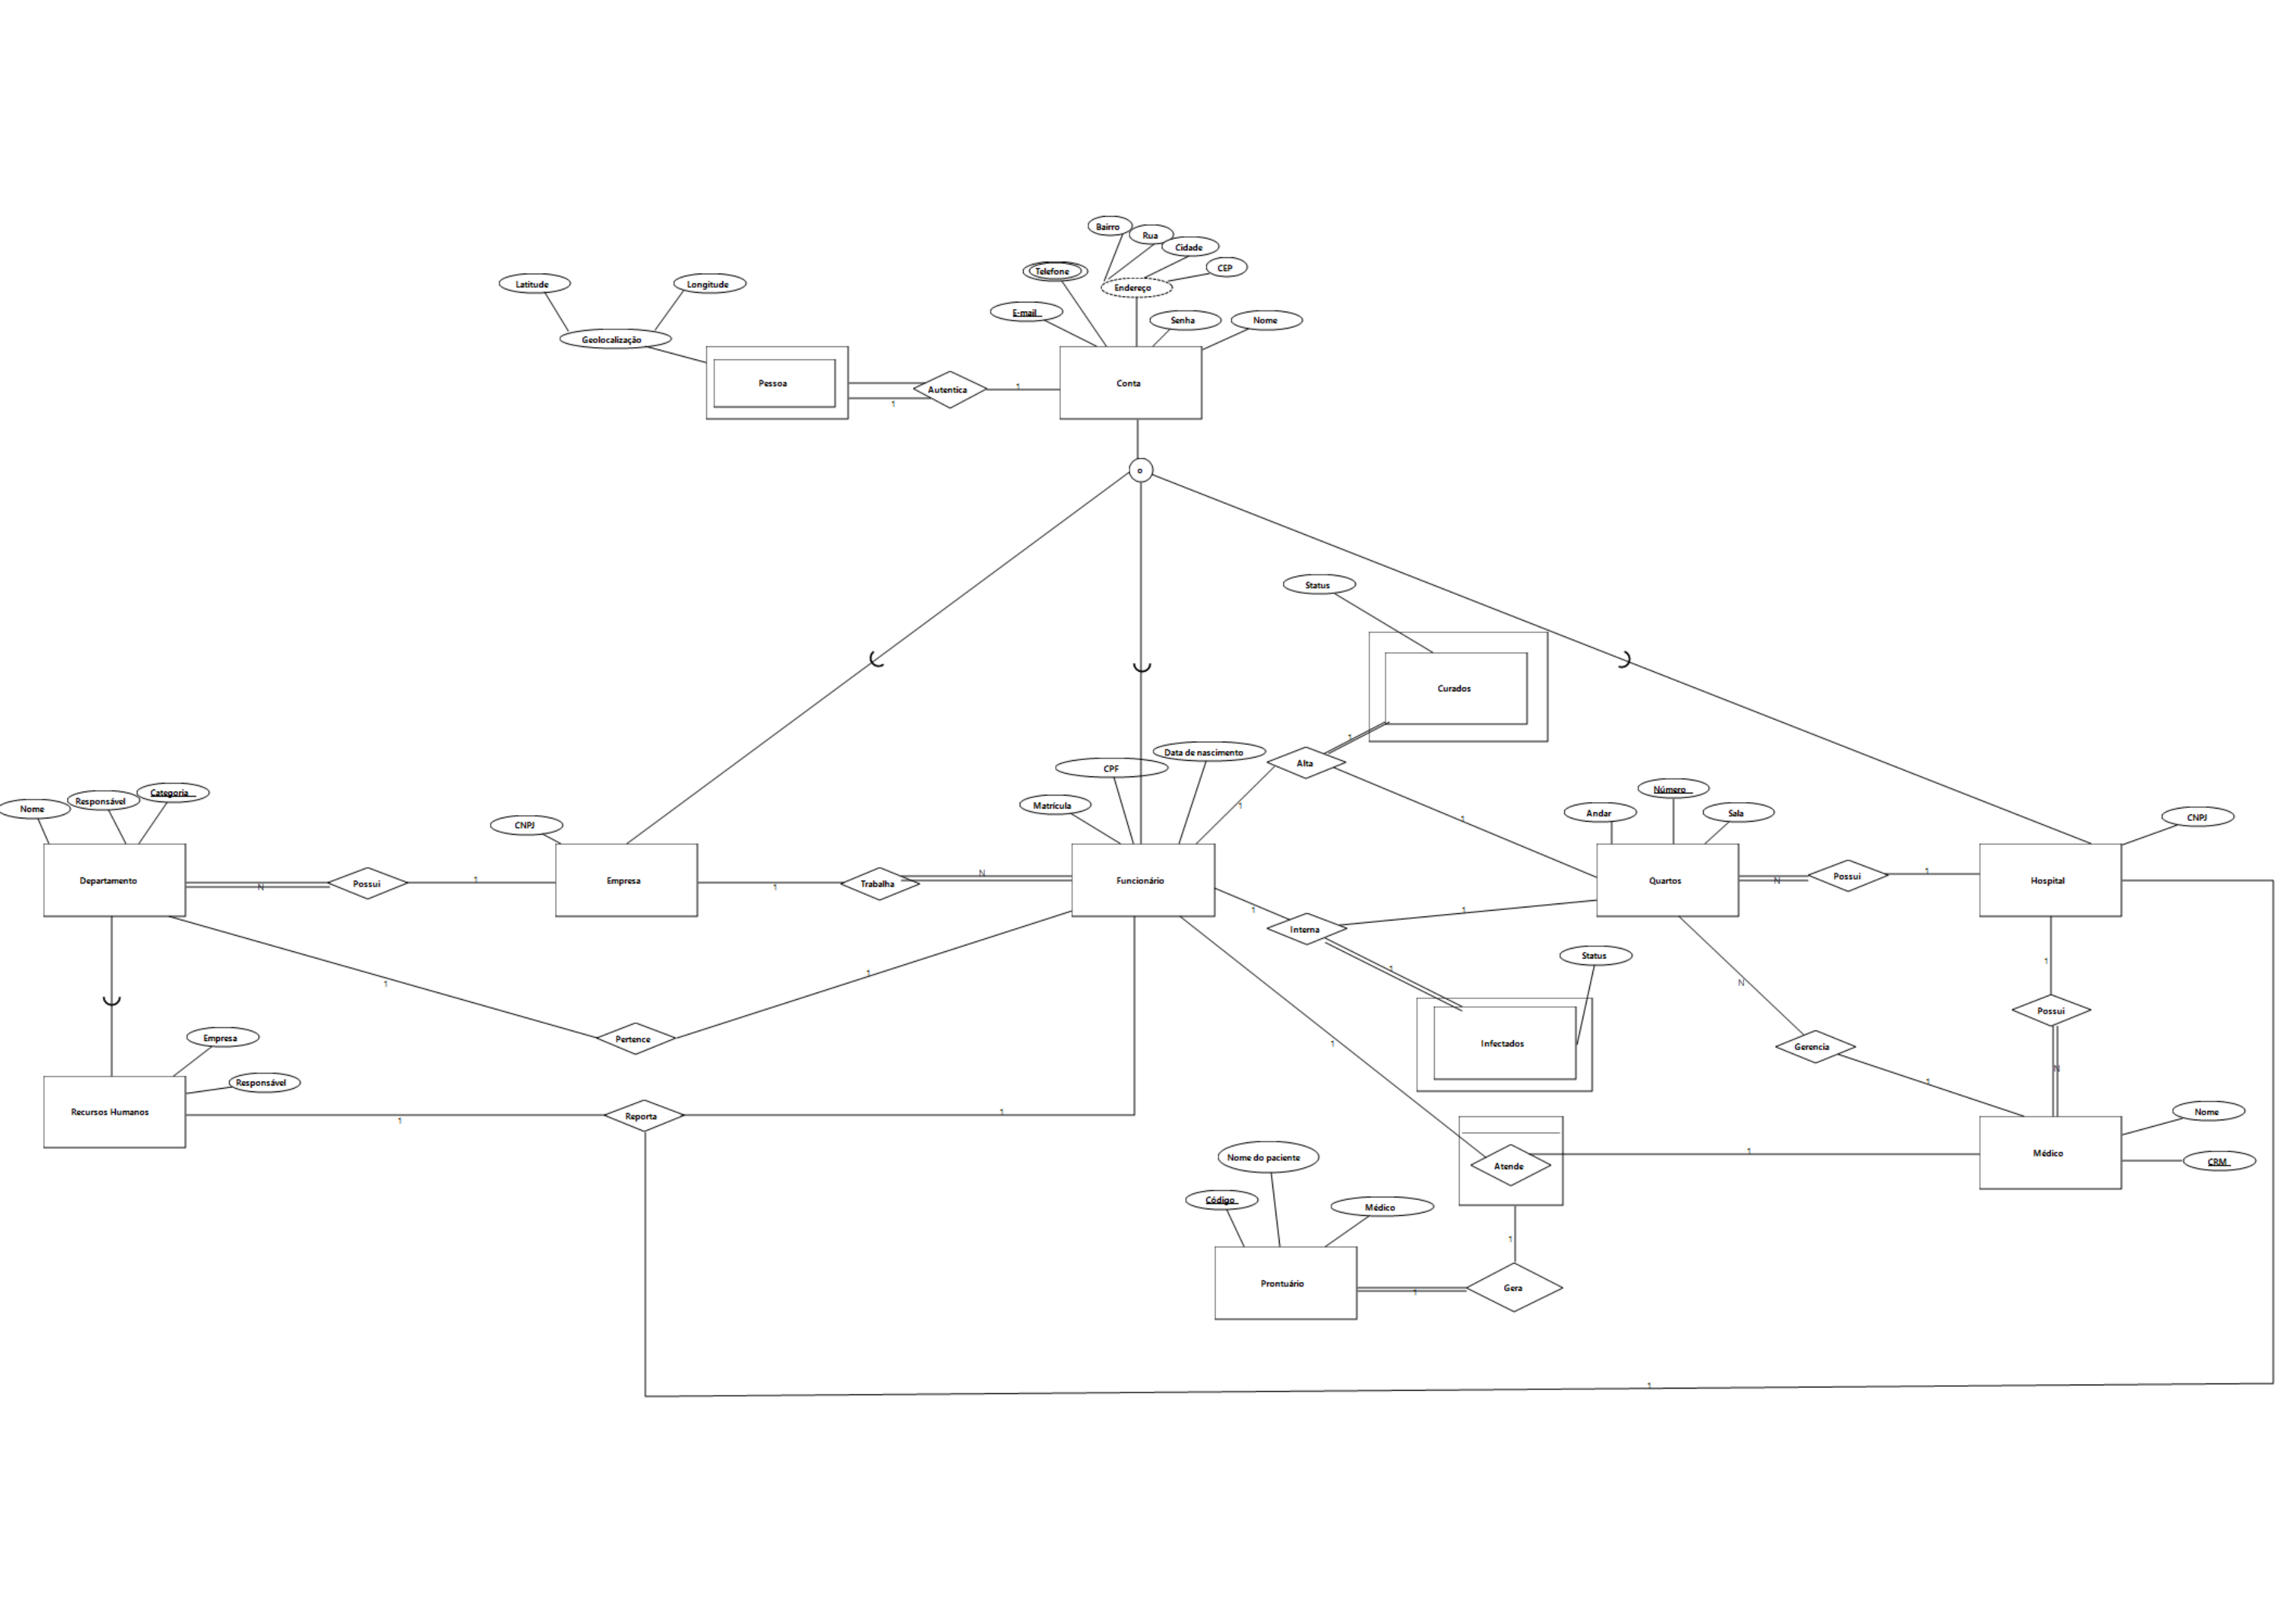 Bairro
Rua
Cidade
CEP
Telefone
Endereço
Latitude
Longitude
E-mail
Senha
Nome
Geolocalização
Pessoa
Autentica
1
1
Conta
o
Status
Curados
1
Alta
Data de nascimento
CPF
Matrícula
1
1
Nome
Responsável
Categoria
CNPJ
Andar
Número
Sala
CNPJ
Departamento
N
Possui
1
Empresa
1
Trabalha
N
Funcionário
Quartos
N
Possui
1
Hospital
1
Interna
1
1
Status
Infectados
1
Pertence
1
N
Gerencia
1
1
Possui
N
Empresa
Responsável
Recursos Humanos
1
Reporta
1
1
Atende
1
Médico
Nome
CRM
Nome do paciente
Código
Médico
1
Prontuário
1
Gera
1